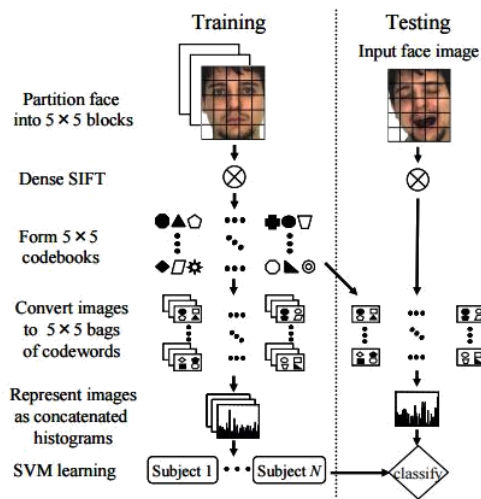 Training
Testing
Input face image
Partition face
into 5×5 blocks
Dense SIFT
Form 5×5
codebooks
Convert images
to 5×5 bags
of codewords
Represent images
as concatenated
histograms
SVM learning
Subject 1
Subject N
classify